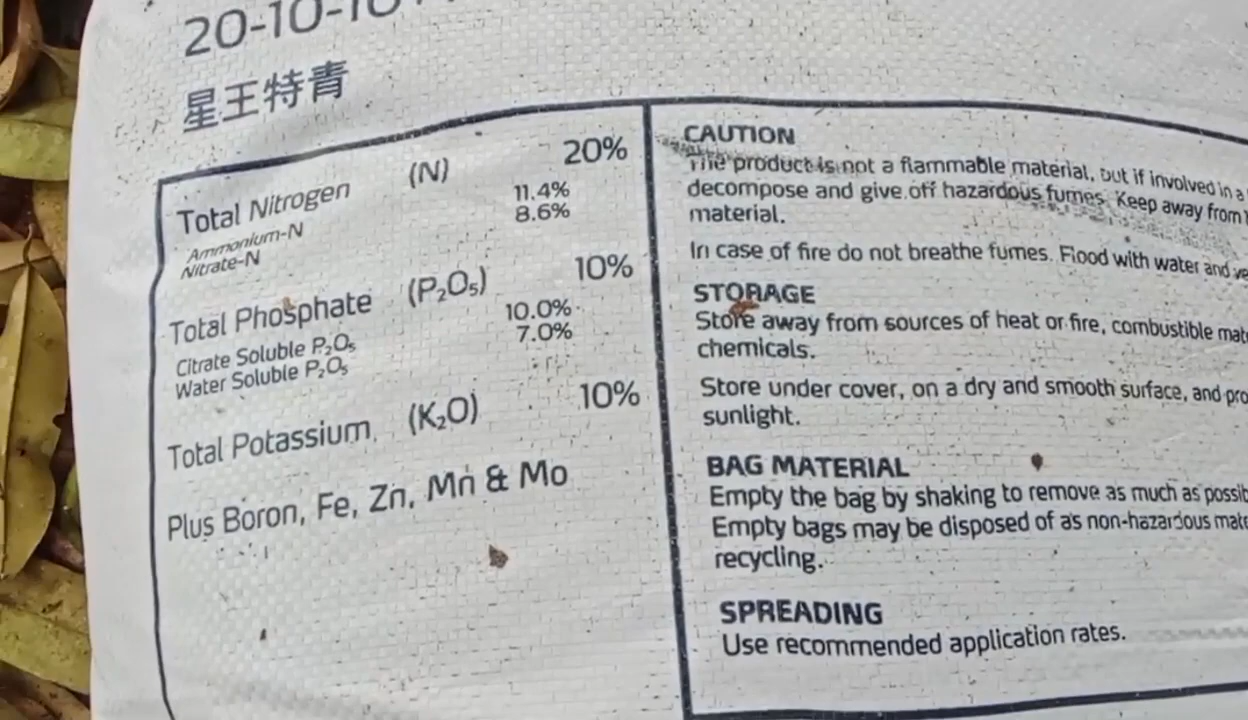 20-10-10
星王特青
Total Nitrogen (N) 20%
Ammonium-N 11.4%
Nitrate-N 8.6%
Total Phosphate (P₂O₅) 10%
Citrate Soluble P₂O₅ 10.0%
Water Soluble P₂O₅ 7.0%
Total Potassium (K₂O) 10%
Plus Boron, Fe, Zn, Mn & Mo
CAUTION
The product is not a flammable material, but if involved in a
decompose and give off hazardous fumes. Keep away from
material.
In case of fire do not breathe fumes. Flood with water and
STORAGE
Store away from sources of heat or fire, combustible
chemicals.
Store under cover, on a dry and smooth surface, and
sunlight.
BAG MATERIAL
Empty the bag by shaking to remove as much as
Empty bags may be disposed of as non-hazardous
recycling.
SPREADING
Use recommended application rates.